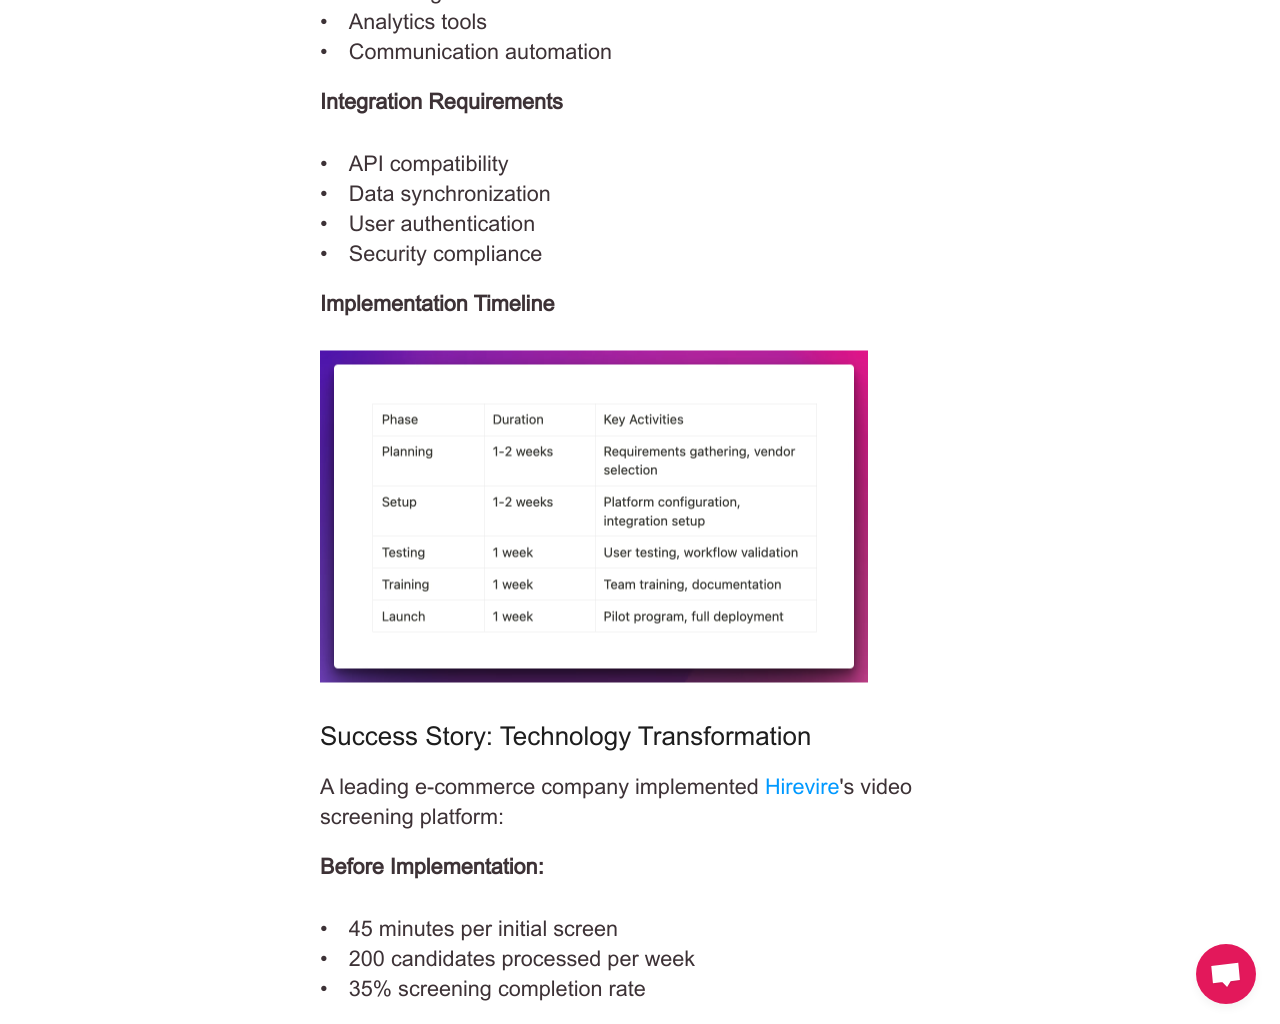 • Analytics tools
• Communication automation
Integration Requirements
• API compatibility
• Data synchronization
• User authentication
• Security compliance
Implementation Timeline
Phase Duration Key Activities
Planning 1-2 weeks Requirements gathering, vendor
selection
Setup 1-2 weeks Platform configuration,
integration setup
Testing 1 week User testing, workflow validation
Training 1 week Team training, documentation
Launch 1 week Pilot program, full deployment
Success Story: Technology Transformation
A leading e-commerce company implemented Hirevire's video
screening platform:
Before Implementation:
• 45 minutes per initial screen
• 200 candidates processed per week
• 35% screening completion rate